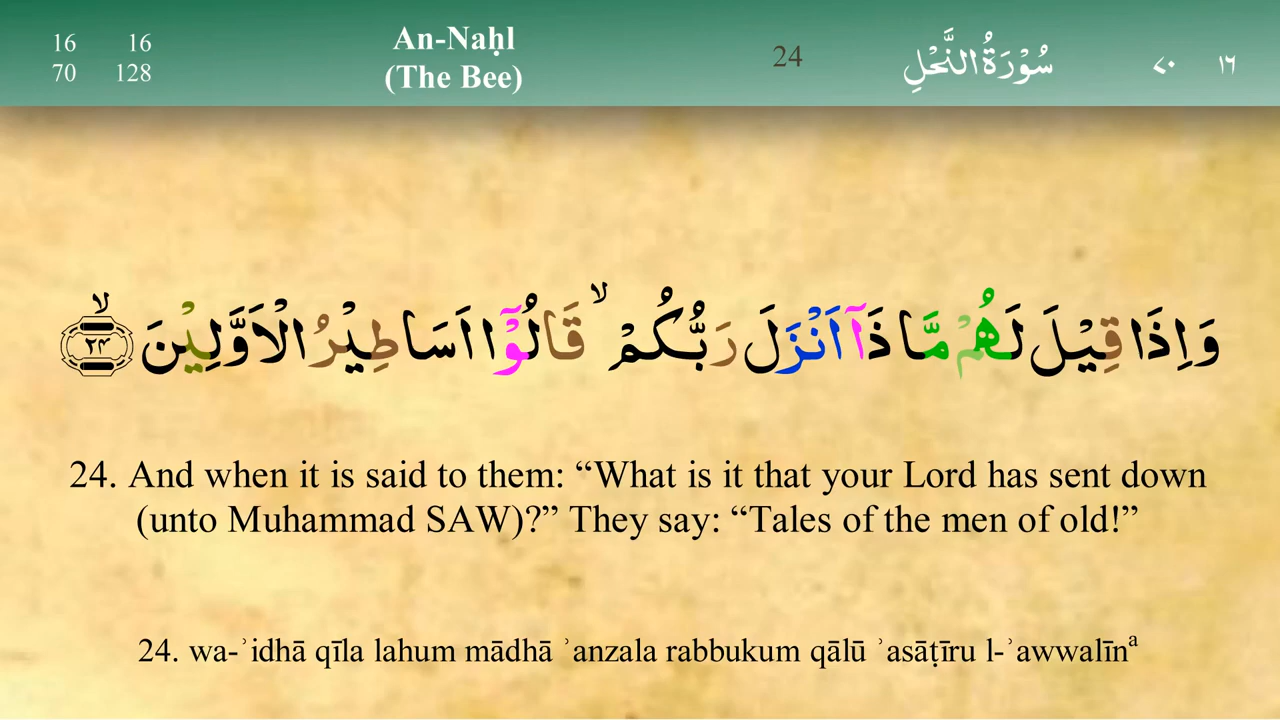 16 16
70 128
An-Naḥl
(The Bee)
24
سُوْرَةُ النَّحْلِ
٧٠ ١٦
وَاِذَا قِيْلَ لَهُمْ مَّا ذَاۤ اَنْزَلَ رَبُّكُمْ ۙ قَالُوْۤا اَسَاطِيْرُ الْاَوَّلِيْنَ ۙ ۲۴
24. And when it is said to them: “What is it that your Lord has sent down
(unto Muhammad SAW)?” They say: “Tales of the men of old!”
24. wa-ʾidhā qīla lahum mādhā ʾanzala rabbukum qālū ʾasāṭīru l-ʾawwalīnᵃ